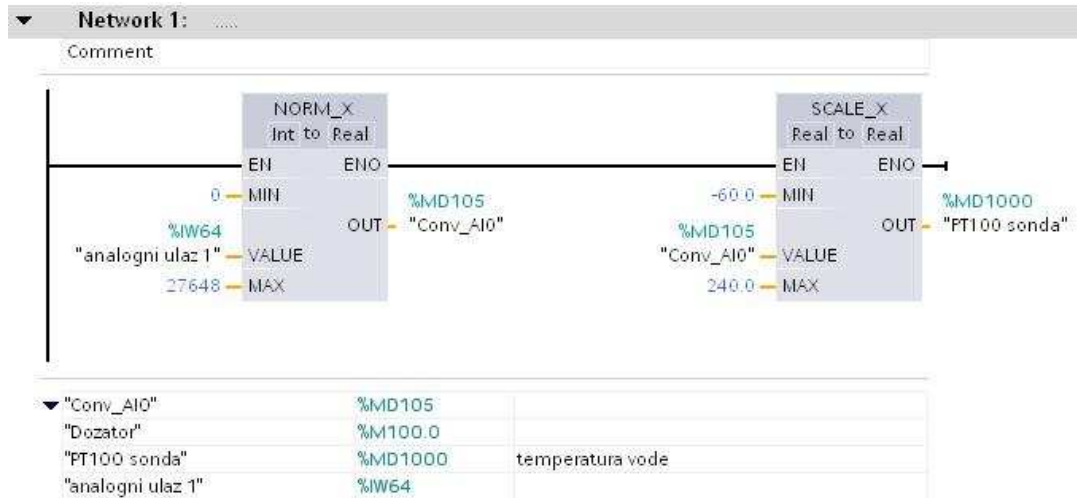 Network 1: .....
Comment
NORM_X
Int to Real
EN ENO
0 MIN
%MD105
OUT "Conv_AI0"
%IW64
"analogni ulaz 1" VALUE
27648 MAX
SCALE_X
Real to Real
EN ENO
-60.0 MIN
%MD1000
OUT "PT100 sonda"
%MD105
"Conv_AI0" VALUE
240.0 MAX
"Conv_AI0" %MD105
"Dozator" %M100.0
"PT100 sonda" %MD1000 temperatura vode
"analogni ulaz 1" %IW64